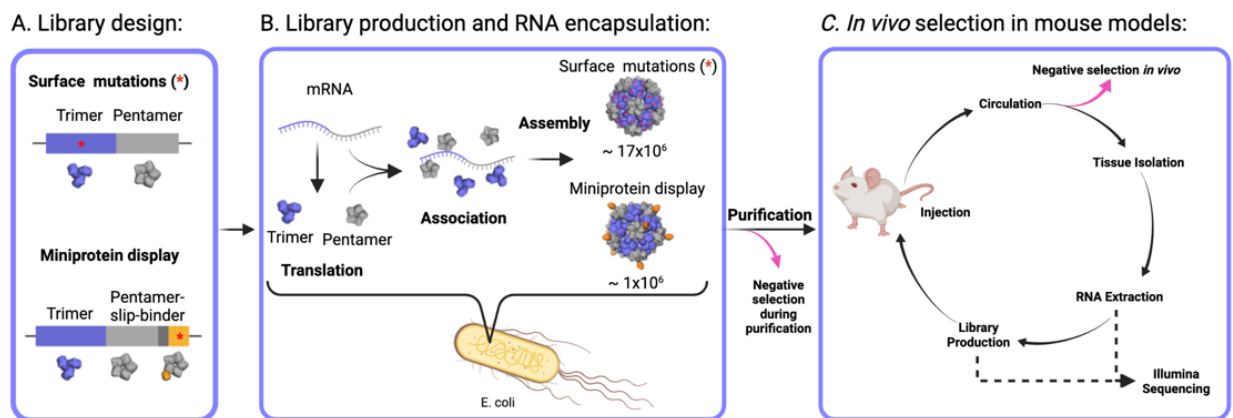 A. Library design:
Surface mutations (*)
Trimer Pentamer
Miniprotein display
Trimer
Pentamer-
slip-binder
*
B. Library production and RNA encapsulation:
mRNA
Trimer Pentamer
Translation
Association
Assembly
Surface mutations (*)
~ 17x10⁶
Miniprotein display
~ 1x10⁶
E. coli
Purification
Negative
selection
during
purification
C. In vivo selection in mouse models:
Negative selection in vivo
Circulation
Tissue Isolation
Injection
RNA Extraction
Library
Production
Illumina
Sequencing